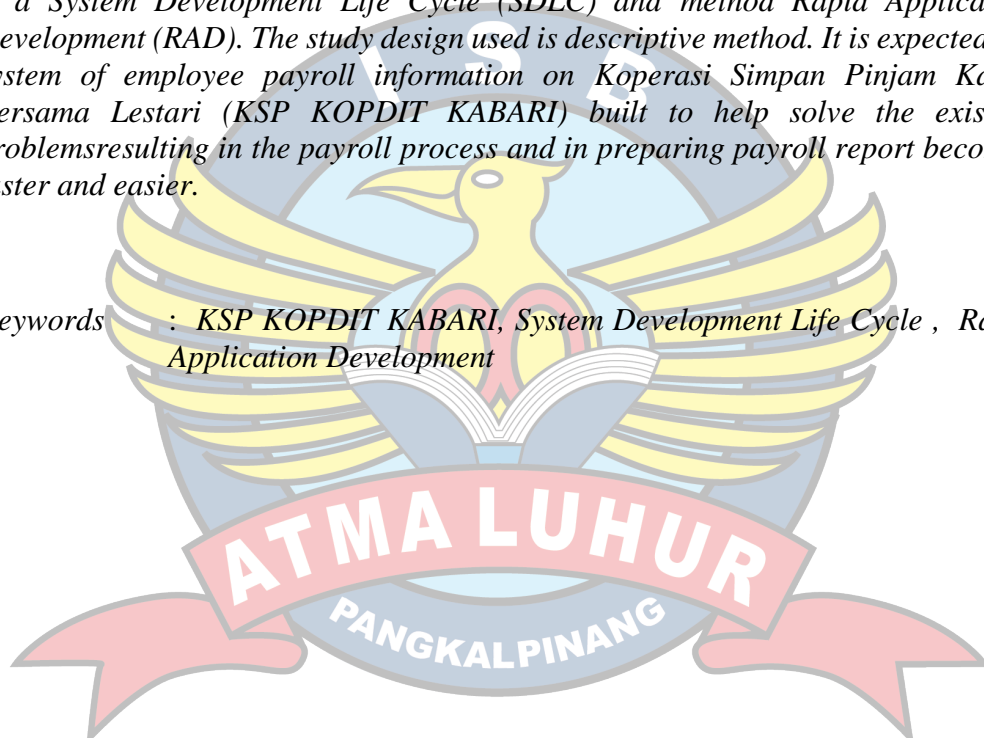 a System Development Life Cycle (SDLC) and method Rapid Applica
evelopment (RAD). The study design used is descriptive method. It is expected
ystem of employee payroll information on Koperasi Simpan Pinjam Ka
ersama Lestari (KSP KOPDIT KABARI) built to help solve the exis
roblemsresulting in the payroll process and in preparing payroll report beco
ster and easier.
eywords : KSP KOPDIT KABARI, System Development Life Cycle , Ra
Application Development
I S B
ATMA LUHUR
PANGKALPINANG